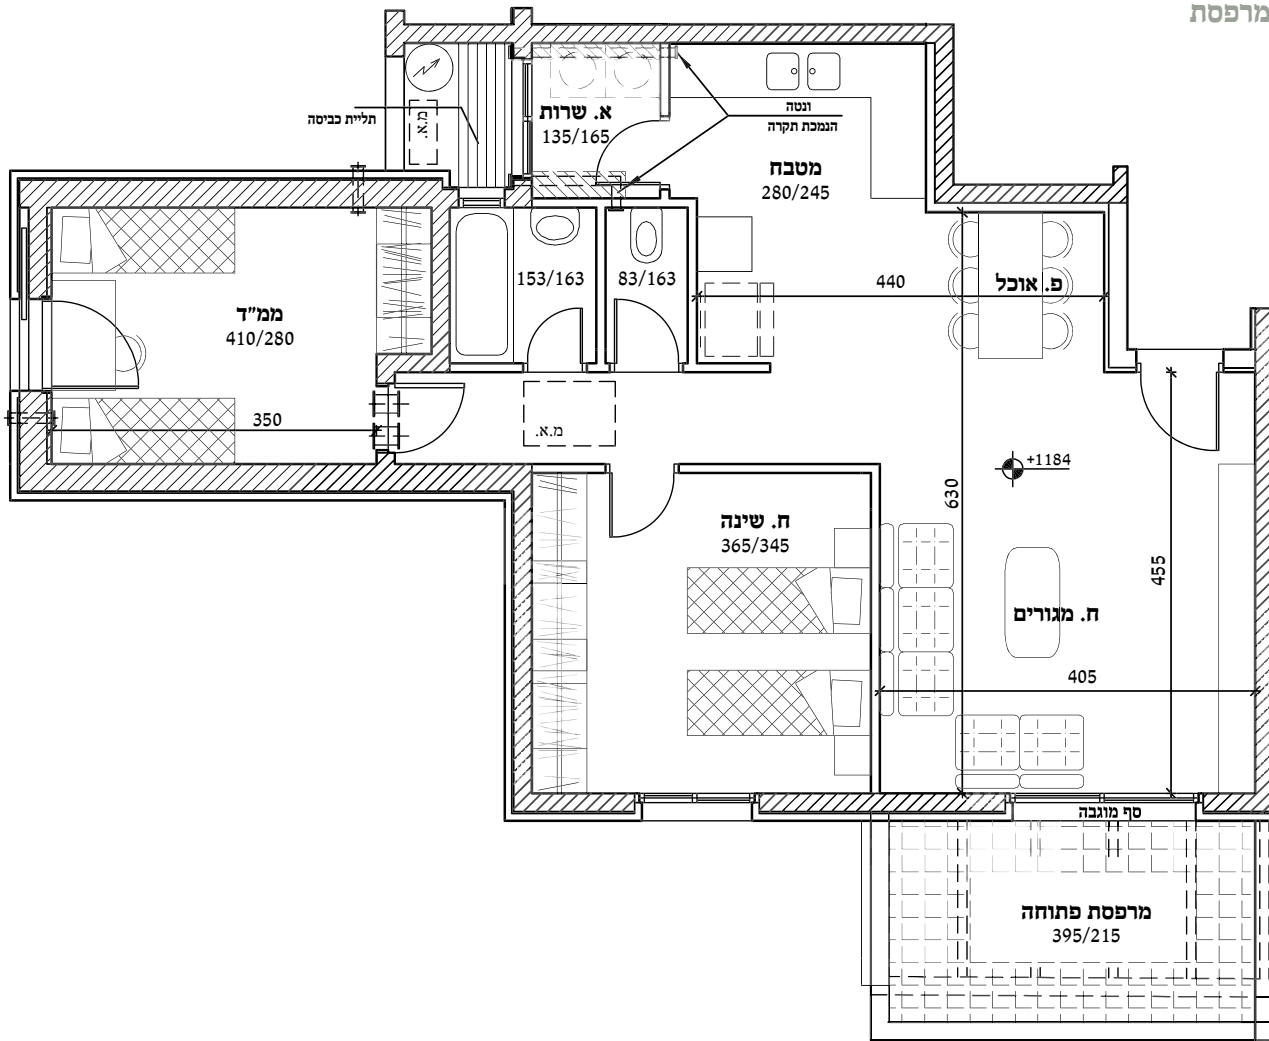 מרפסת
א. שרות
135/165
תליית כביסה
מ.א.
ונטה
הנמכת תקרה
מטבח
280/245
153/163
83/163
440
פ. אוכל
ממ״ד
410/280
350
מ.א.
+1184
630
ח. שינה
365/345
455
ח. מגורים
405
סף מוגבה
מרפסת פתוחה
395/215